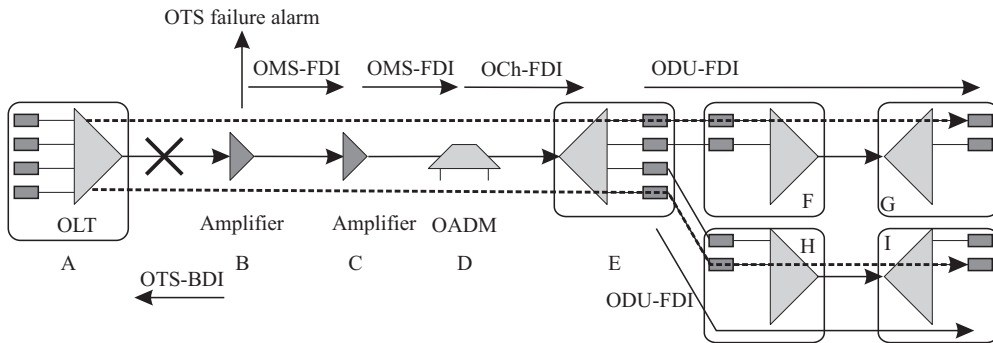 OTS failure alarm
OMS-FDI
OMS-FDI
OCh-FDI
ODU-FDI
OLT
Amplifier
Amplifier
OADM
F
G
H
I
A
B
C
D
E
OTS-BDI
ODU-FDI